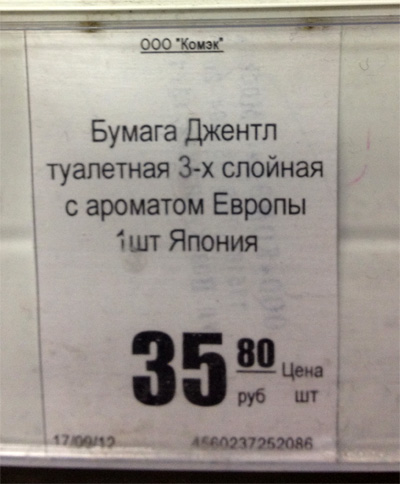 ООО "Комэк"
Бумага Джентл
туалетная 3-х слойная
с ароматом Европы
1шт Япония
35 80 руб Цена шт
17/09/12 4560237252086